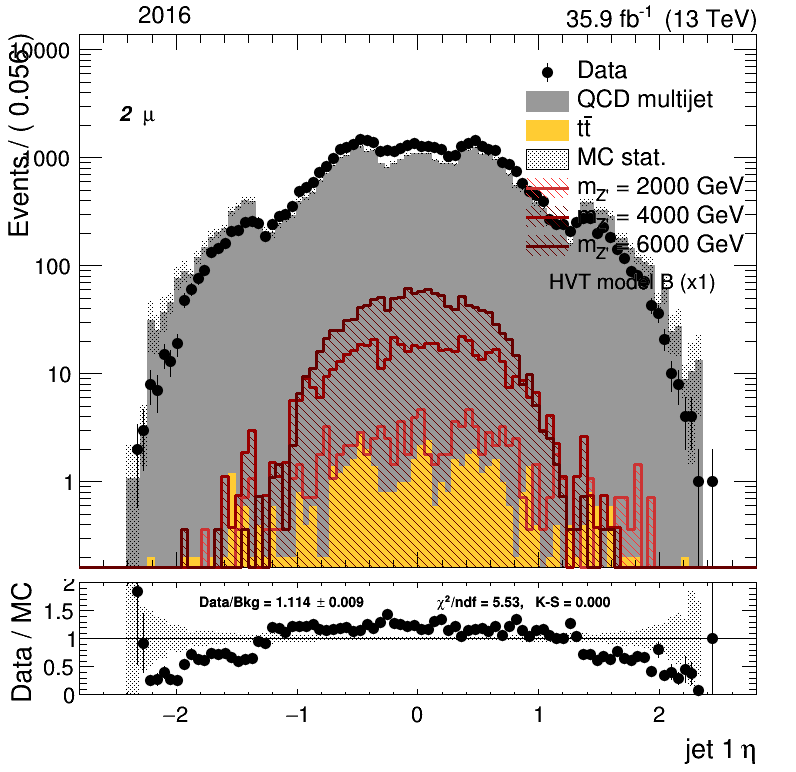 2016 35.9 fb⁻¹ (13 TeV)
Events / ( 0.056 )
10000
1000
100
10
1
2 μ
Data
QCD multijet
tt̄
MC stat.
m_Z' = 2000 GeV
m_Z' = 4000 GeV
m_Z' = 6000 GeV
HVT model B (x1)
Data / MC
2
1.5
1
0.5
0
Data/Bkg = 1.114 ± 0.009 χ²/ndf = 5.53, K-S = 0.000
−2 −1 0 1 2
jet 1 η